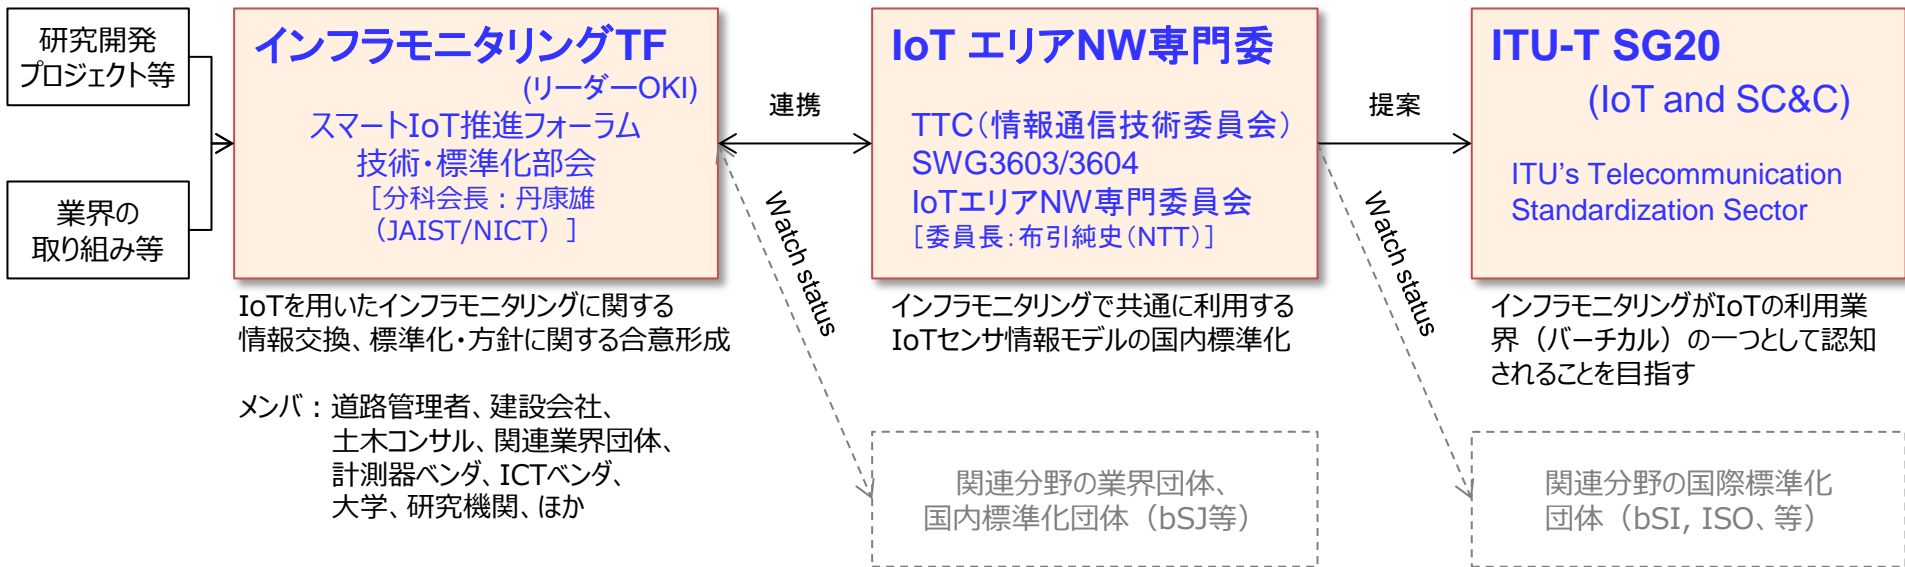 研究開発
プロジェクト等
業界の
取り組み等
インフラモニタリングTF
(リーダーOKI)
スマートIoT推進フォーラム
技術・標準化部会
［分科会長：丹康雄
（JAIST/NICT）］
IoTを用いたインフラモニタリングに関する
情報交換、標準化・方針に関する合意形成
メンバ：道路管理者、建設会社、
土木コンサル、関連業界団体、
計測器ベンダ、ICTベンダ、
大学、研究機関、ほか
連携
Watch status
IoT エリアNW専門委
TTC（情報通信技術委員会）
SWG3603/3604
IoTエリアNW専門委員会
［委員長：布引純史（NTT）］
インフラモニタリングで共通に利用する
IoTセンサ情報モデルの国内標準化
関連分野の業界団体、
国内標準化団体（bSJ等）
提案
Watch status
ITU-T SG20
(IoT and SC&C)
ITU's Telecommunication
Standardization Sector
インフラモニタリングがIoTの利用業
界（バーチカル）の一つとして認知
されることを目指す
関連分野の国際標準化
団体（bSI, ISO、等）